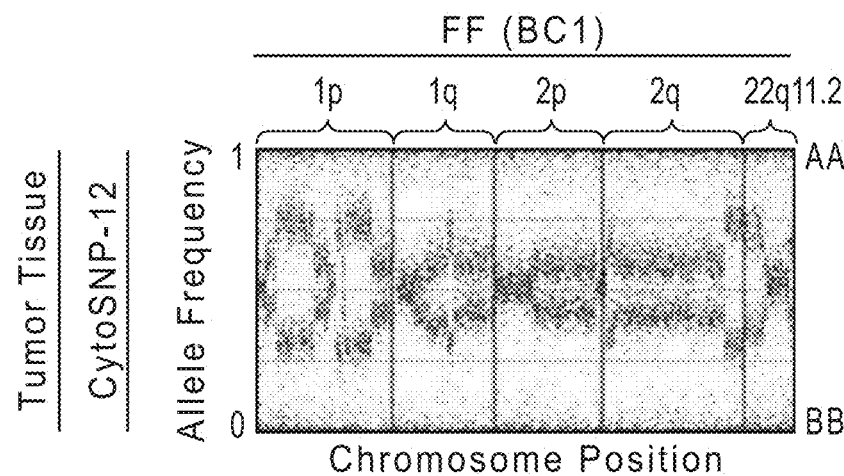 FF (BC1)
1p 1q 2p 2q 22q11.2
Tumor Tissue
CytoSNP-12
Allele Frequency
1
0
AA
BB
Chromosome Position